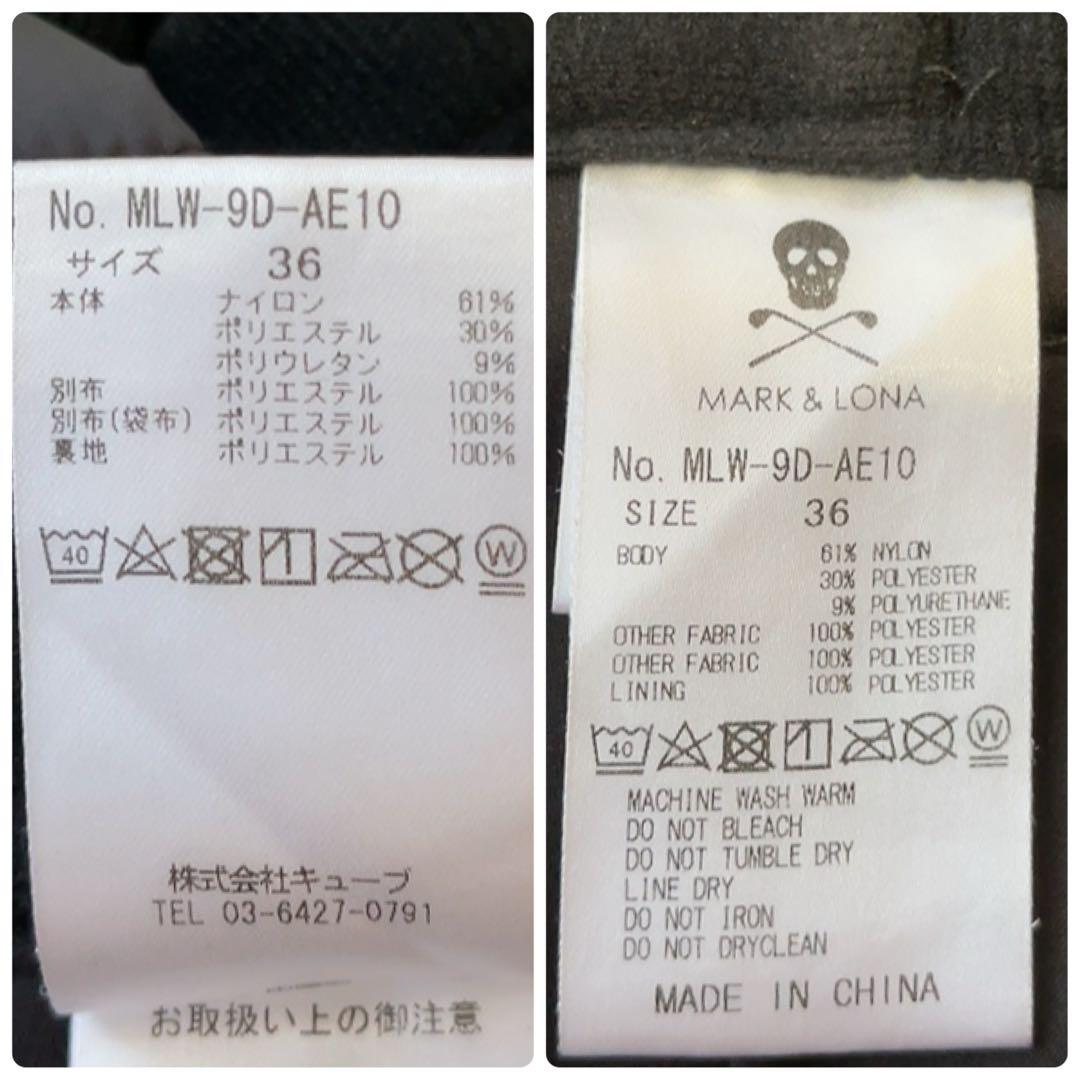 No. MLW-9D-AE10
サイズ 36
本体 ナイロン 61%
ポリエステル 30%
ポリウレタン 9%
別布 ポリエステル 100%
別布(袋布) ポリエステル 100%
裏地 ポリエステル 100%
40 W
株式会社キューブ
TEL 03-6427-0791
お取扱い上の御注意
MARK & LONA
No. MLW-9D-AE10
SIZE 36
BODY 61% NYLON
30% POLYESTER
9% POLYURETHANE
OTHER FABRIC 100% POLYESTER
OTHER FABRIC 100% POLYESTER
LINING 100% POLYESTER
40 W
MACHINE WASH WARM
DO NOT BLEACH
DO NOT TUMBLE DRY
LINE DRY
DO NOT IRON
DO NOT DRYCLEAN
MADE IN CHINA